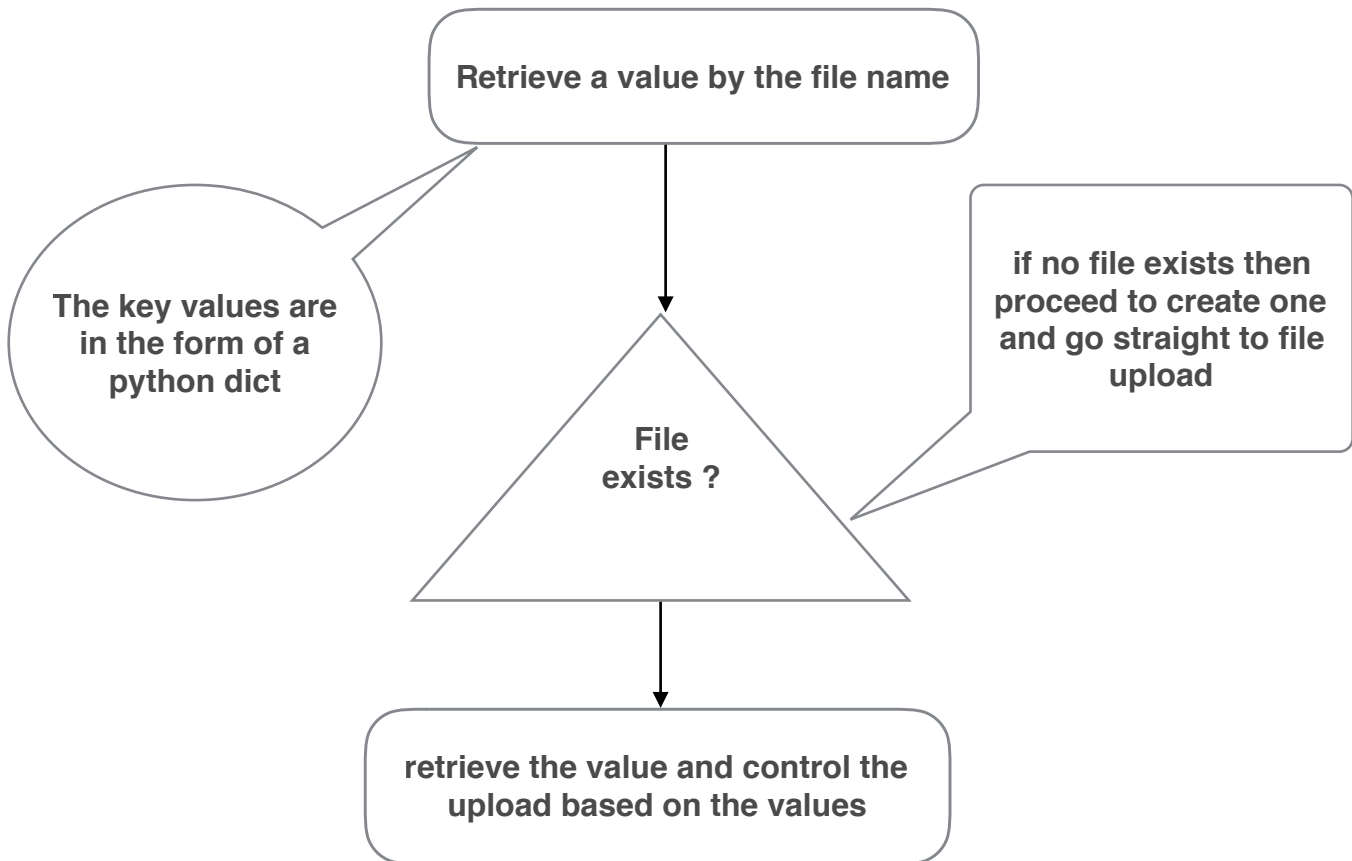 Retrieve a value by the file name
The key values are
in the form of a
python dict
if no file exists then
proceed to create one
and go straight to file
upload
File
exists ?
retrieve the value and control the
upload based on the values